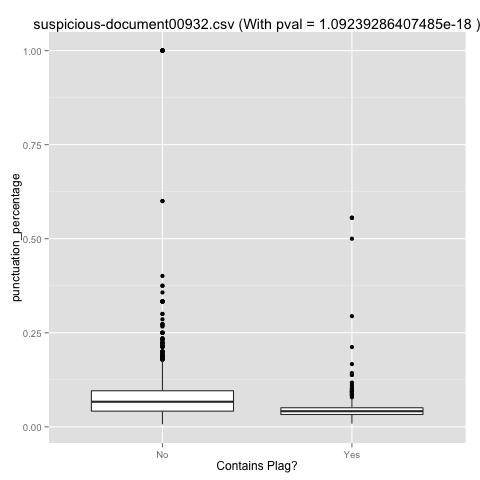 suspicious-document00932.csv (With pval = 1.09239286407485e-18 )
1.00
0.75
0.50
0.25
0.00
punctuation_percentage
No
Yes
Contains Plag?